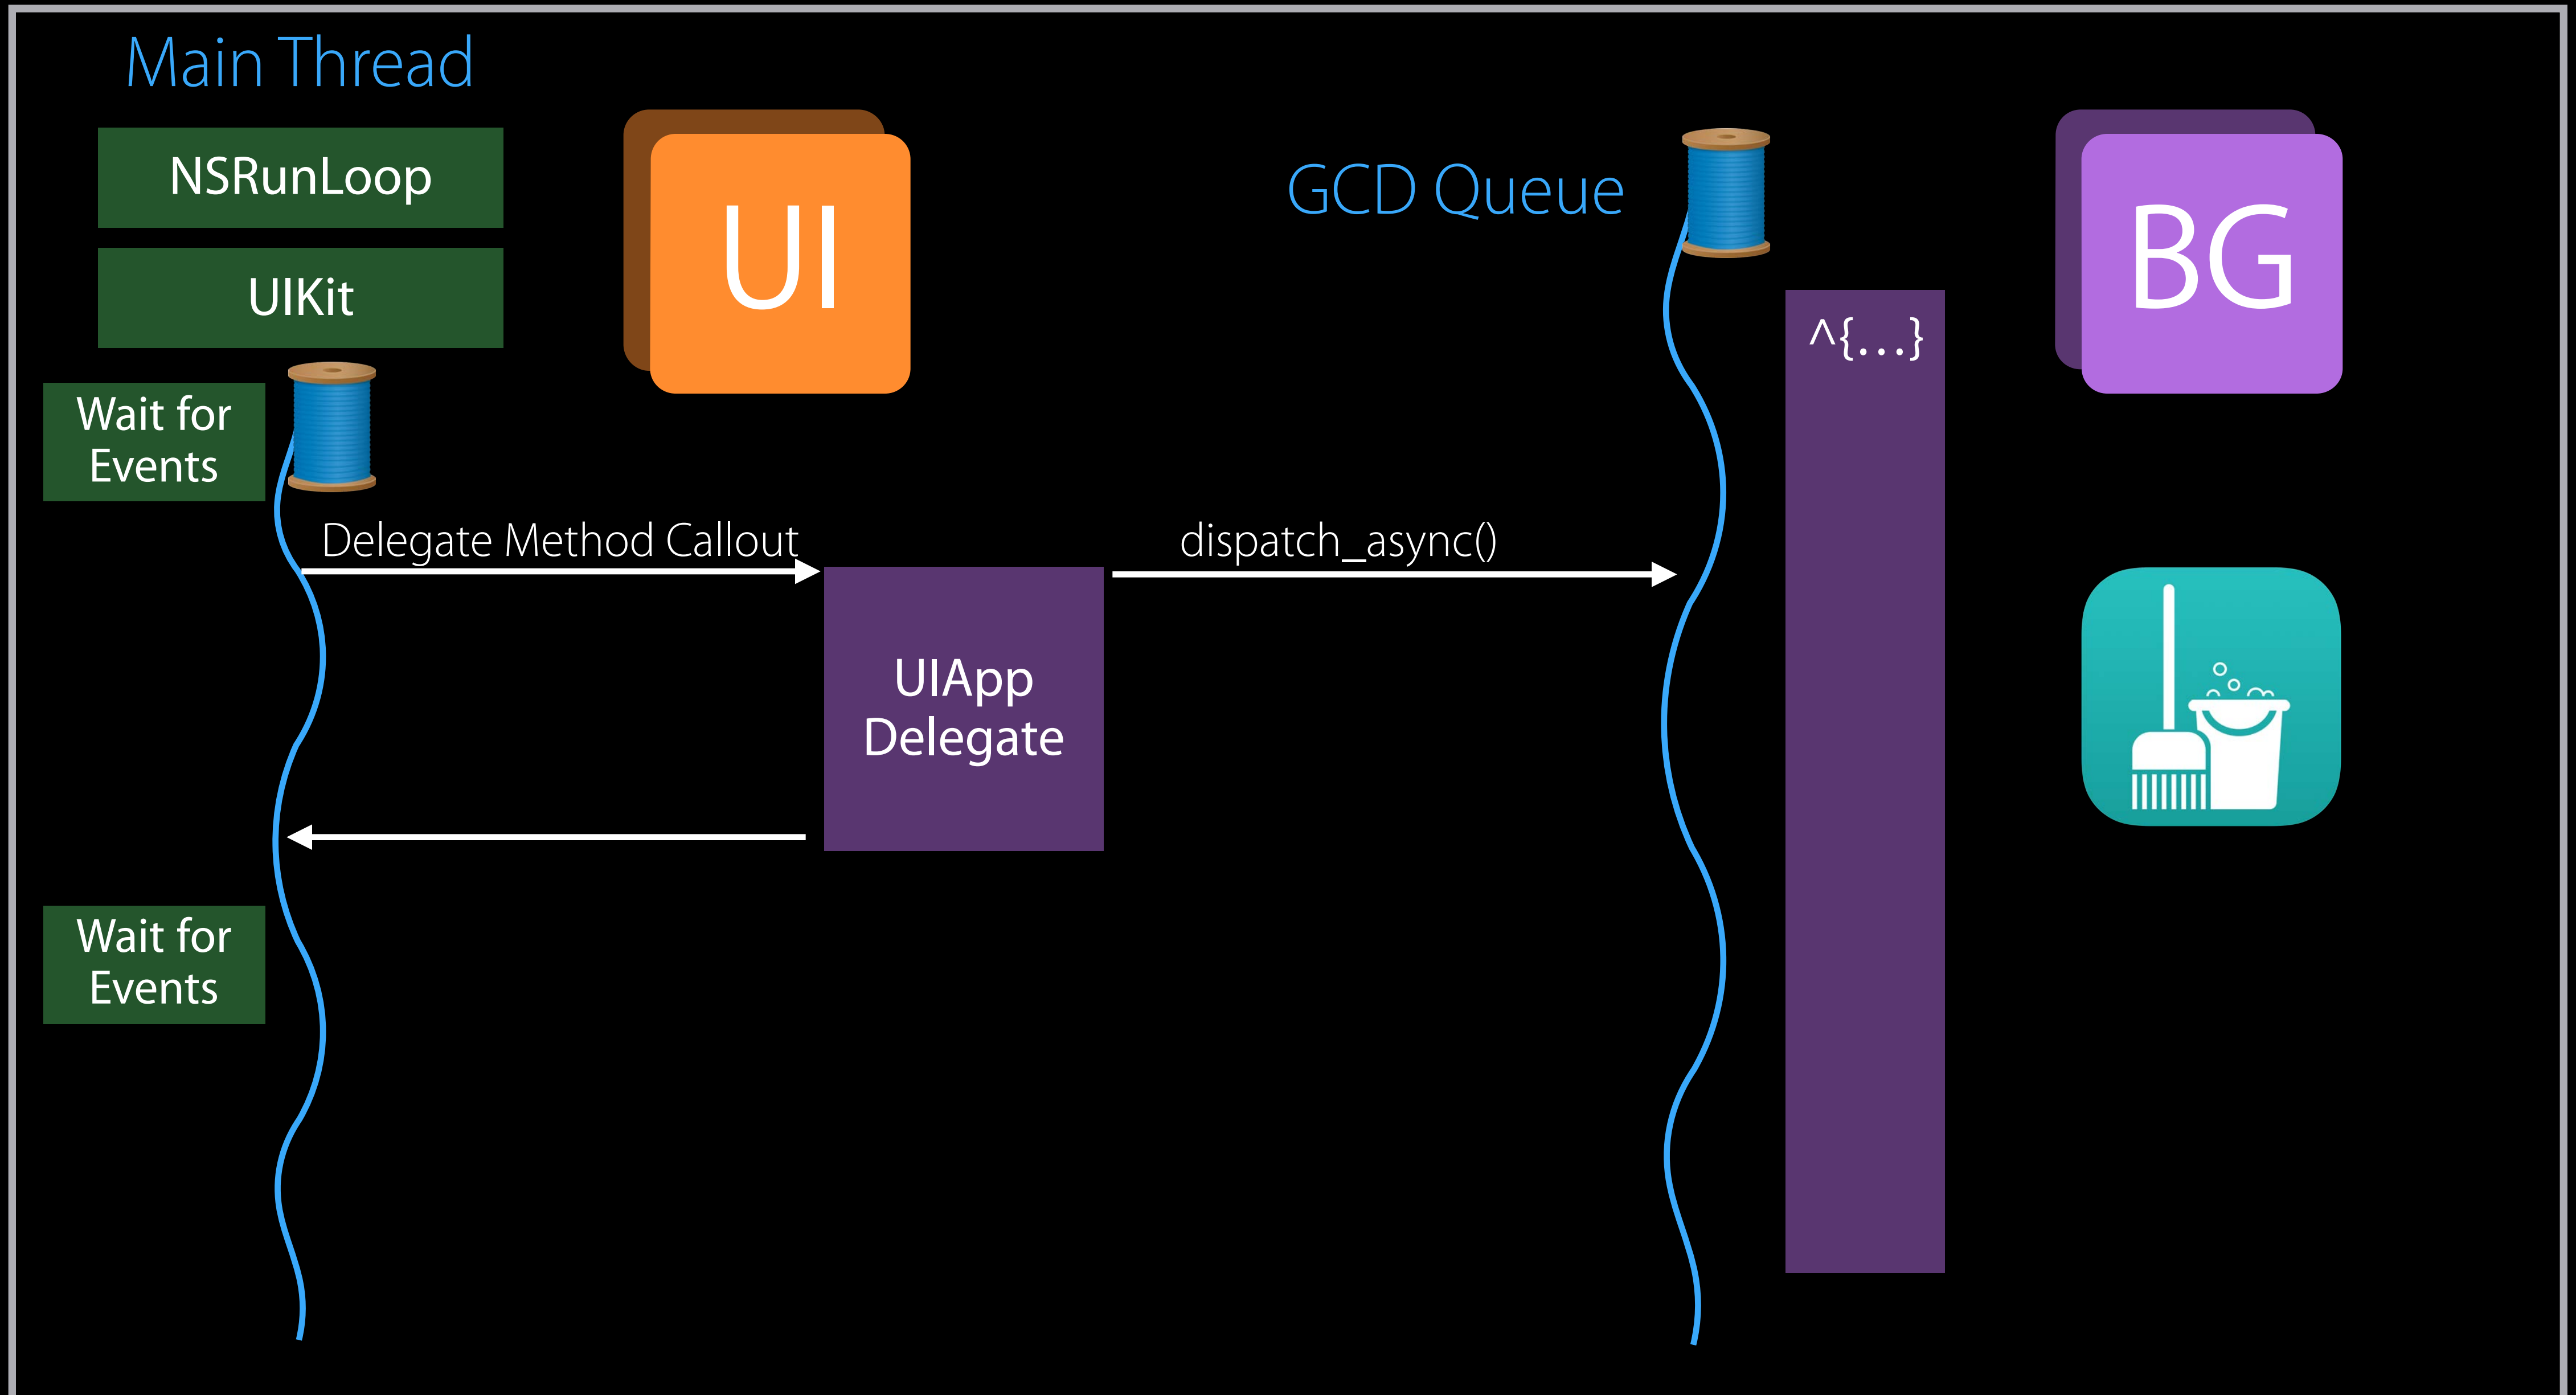 Main Thread
NSRunLoop
UIKit
UI
GCD Queue
BG
^{...}
Wait for
Events
Delegate Method Callout
dispatch_async()
UIApp
Delegate
Wait for
Events